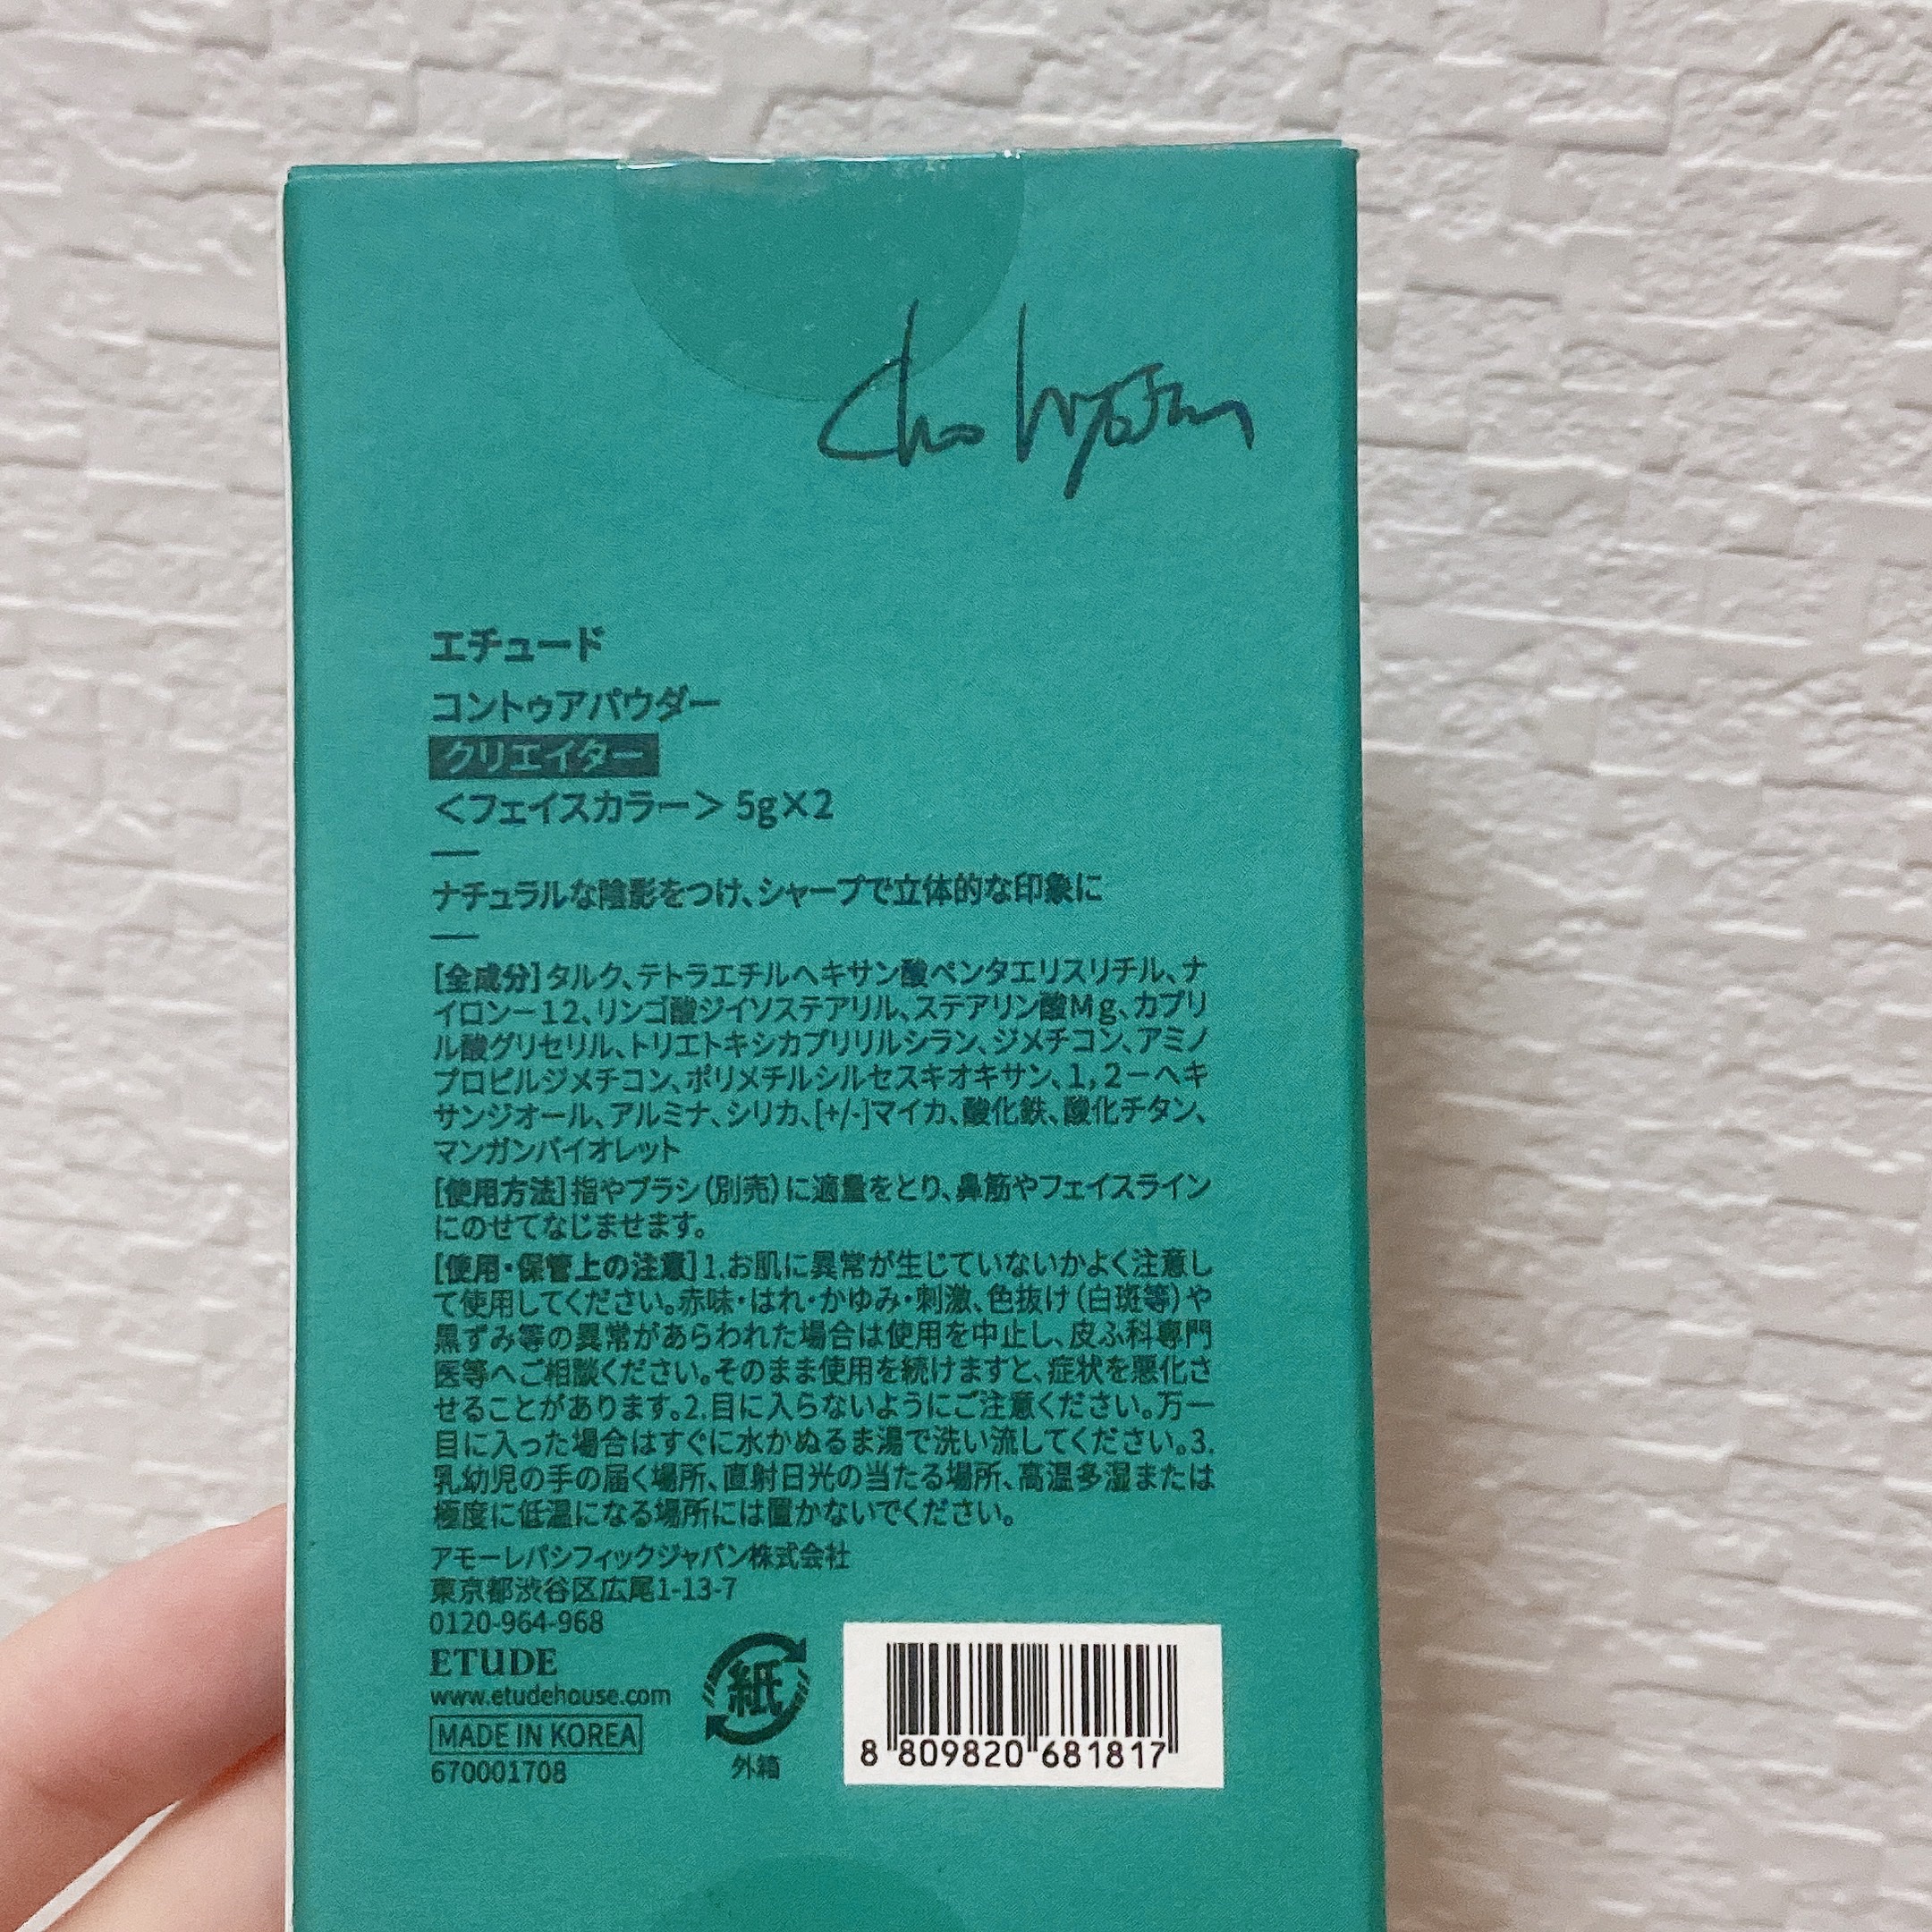 エチュード
コントゥアパウダー
クリエイター
＜フェイスカラー＞ 5g×2
ナチュラルな陰影をつけ、シャープで立体的な印象に
[全成分]タルク、テトラエチルヘキサン酸ペンタエリスリチル、ナ
イロン－12、リンゴ酸ジイソステアリル、ステアリン酸Mg、カプリ
ル酸グリセリル、トリエトキシカプリリルシラン、ジメチコン、アミノ
プロピルジメチコン、ポリメチルシルセスキオキサン、1,2－ヘキ
サンジオール、アルミナ、シリカ、[+/-]マイカ、酸化鉄、酸化チタン、
マンガンバイオレット
[使用方法]指やブラシ(別売)に適量をとり、鼻筋やフェイスライン
にのせてなじませます。
[使用・保管上の注意]1.お肌に異常が生じていないかよく注意し
て使用してください。赤味・はれ・かゆみ・刺激、色抜け(白斑等)や
黒ずみ等の異常があらわれた場合は使用を中止し、皮ふ科専門
医等へご相談ください。そのまま使用を続けますと、症状を悪化さ
せることがあります。2.目に入らないようにご注意ください。万一
目に入った場合はすぐに水かぬるま湯で洗い流してください。3.
乳幼児の手の届く場所、直射日光の当たる場所、高温多湿または
極度に低温になる場所には置かないでください。
アモーレパシフィックジャパン株式会社
東京都渋谷区広尾1-13-7
0120-964-968
ETUDE
www.etudehouse.com
MADE IN KOREA
670001708
紙
外箱
8 809820 681817